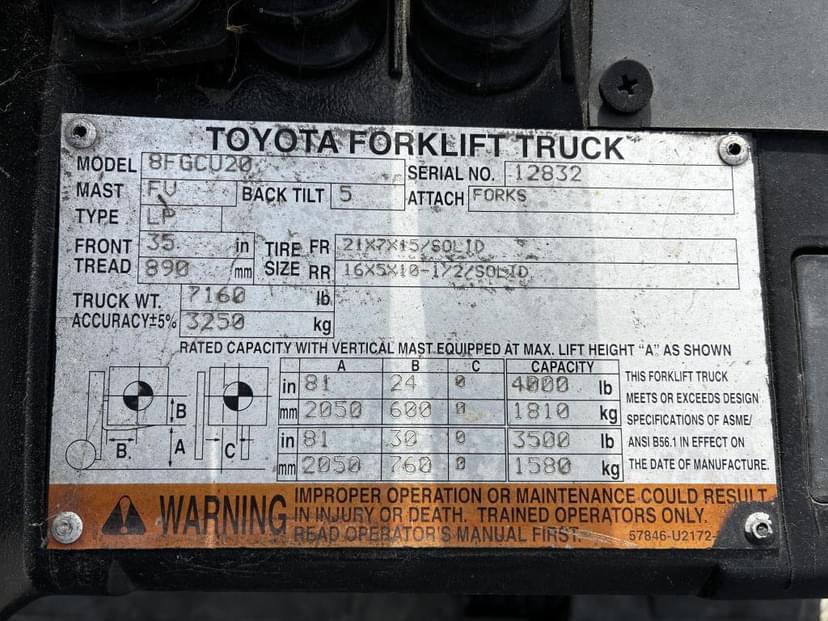 TOYOTA FORKLIFT TRUCK
MODEL 8FGCU20 SERIAL NO. 12832
MAST FV BACK TILT 5 ATTACH FORKS
TYPE LP
FRONT 35 in TIRE FR 21X7X15/SOLID
TREAD 890 mm SIZE RR 16X5X10-1/2/SOLID
TRUCK WT. 7160 lb
ACCURACY±5% 3250 kg
RATED CAPACITY WITH VERTICAL MAST EQUIPPED AT MAX. LIFT HEIGHT "A" AS SHOWN
A B C CAPACITY
in 81 24 0 4000 lb
mm 2050 600 0 1810 kg
in 81 30 0 3500 lb
mm 2050 760 0 1580 kg
B
B. A C
THIS FORKLIFT TRUCK
MEETS OR EXCEEDS DESIGN
SPECIFICATIONS OF ASME/
ANSI B56.1 IN EFFECT ON
THE DATE OF MANUFACTURE.
WARNING
IMPROPER OPERATION OR MAINTENANCE COULD RESULT
IN INJURY OR DEATH. TRAINED OPERATORS ONLY.
READ OPERATOR'S MANUAL FIRST.
57846-U2172-